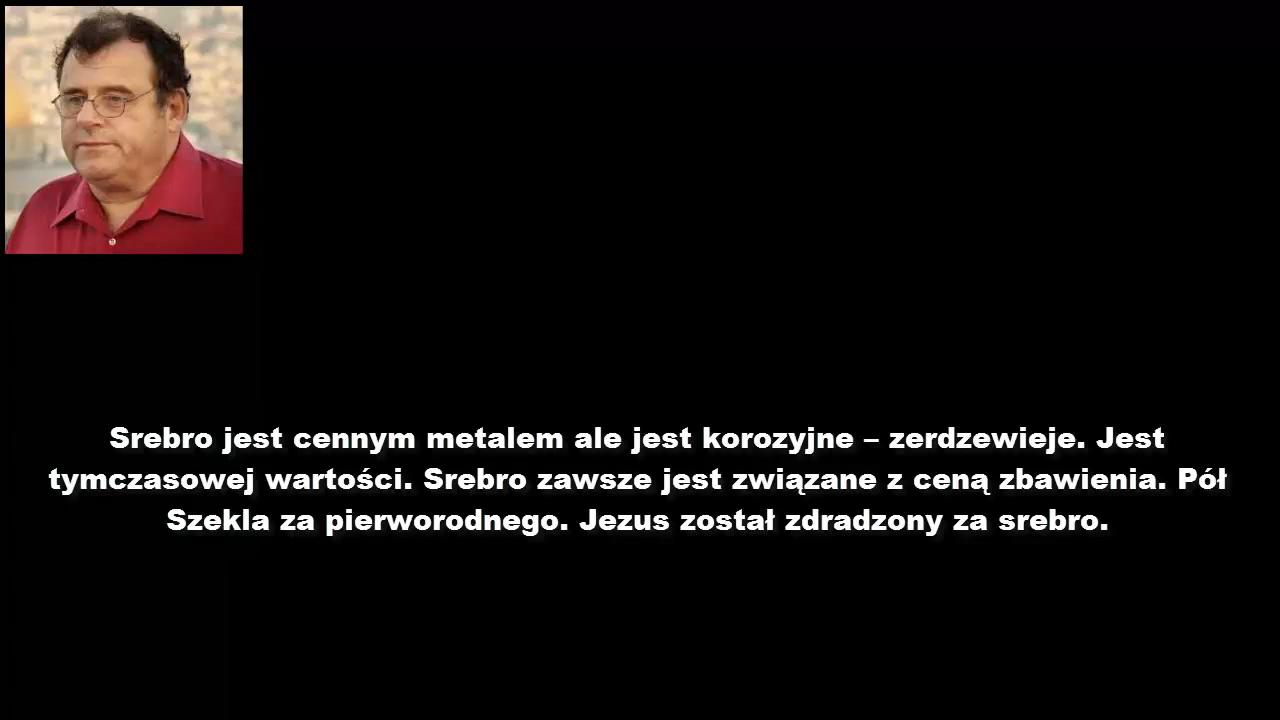 Srebro jest cennym metalem ale jest korozyjne – zerdzewieje. Jest
tymczasowej wartości. Srebro zawsze jest związane z ceną zbawienia. Pół
Szekla za pierworodnego. Jezus został zdradzony za srebro.